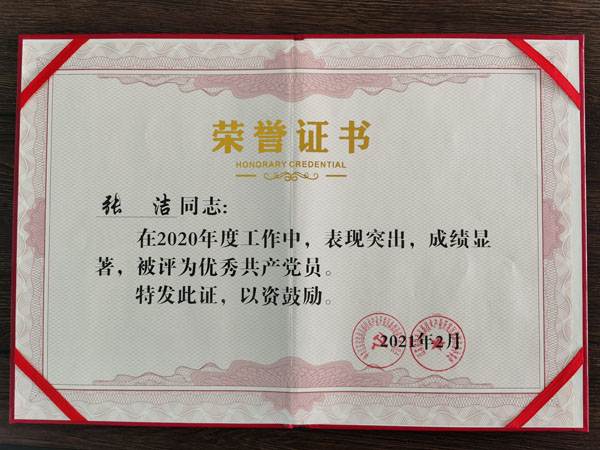 荣誉证书
HONORARY CREDENTIAL
张 洁 同志:
在2020年度工作中，表现突出，成绩显
著，被评为优秀共产党员。
特发此证，以资鼓励。
2021年2月